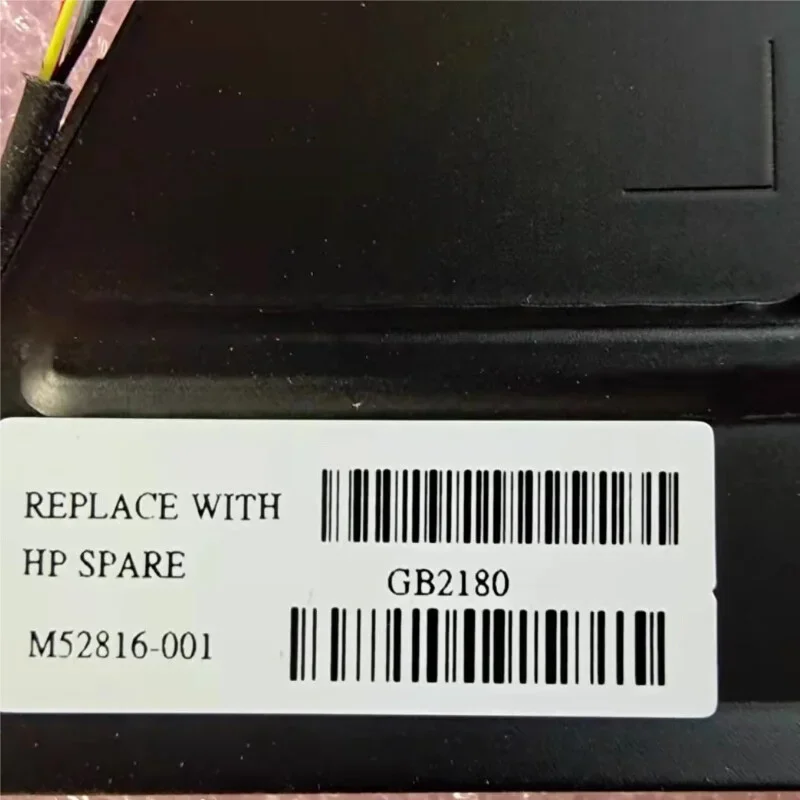 REPLACE WITH
HP SPARE
GB2180
M52816-001